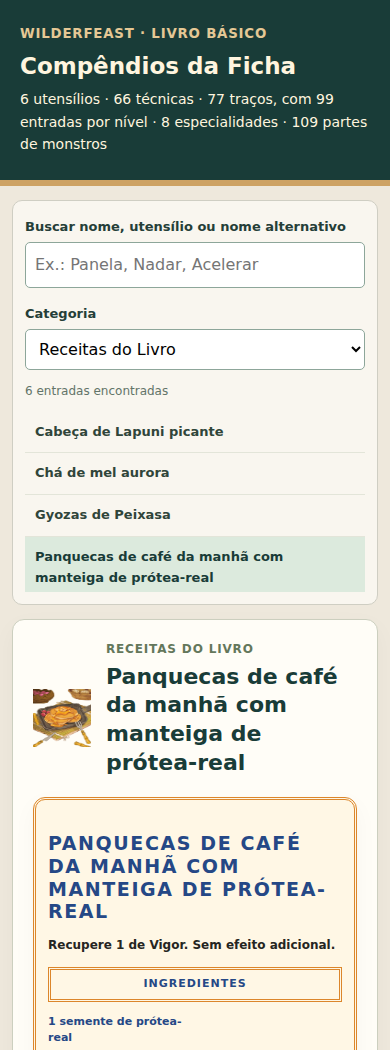 WILDERFEAST · LIVRO BÁSICO
Compêndios da Ficha
6 utensílios · 66 técnicas · 77 traços, com 99
entradas por nível · 8 especialidades · 109 partes
de monstros
Buscar nome, utensílio ou nome alternativo
Ex.: Panela, Nadar, Acelerar
Categoria
Receitas do Livro
6 entradas encontradas
Cabeça de Lapuni picante
Chá de mel aurora
Gyozas de Peixasa
Panquecas de café da manhã com
manteiga de prótea-real
RECEITAS DO LIVRO
Panquecas de café
da manhã com
manteiga de
prótea-real
PANQUECAS DE CAFÉ
DA MANHÃ COM
MANTEIGA DE PRÓTEA-
REAL
Recupere 1 de Vigor. Sem efeito adicional.
INGREDIENTES
1 semente de prótea-
real